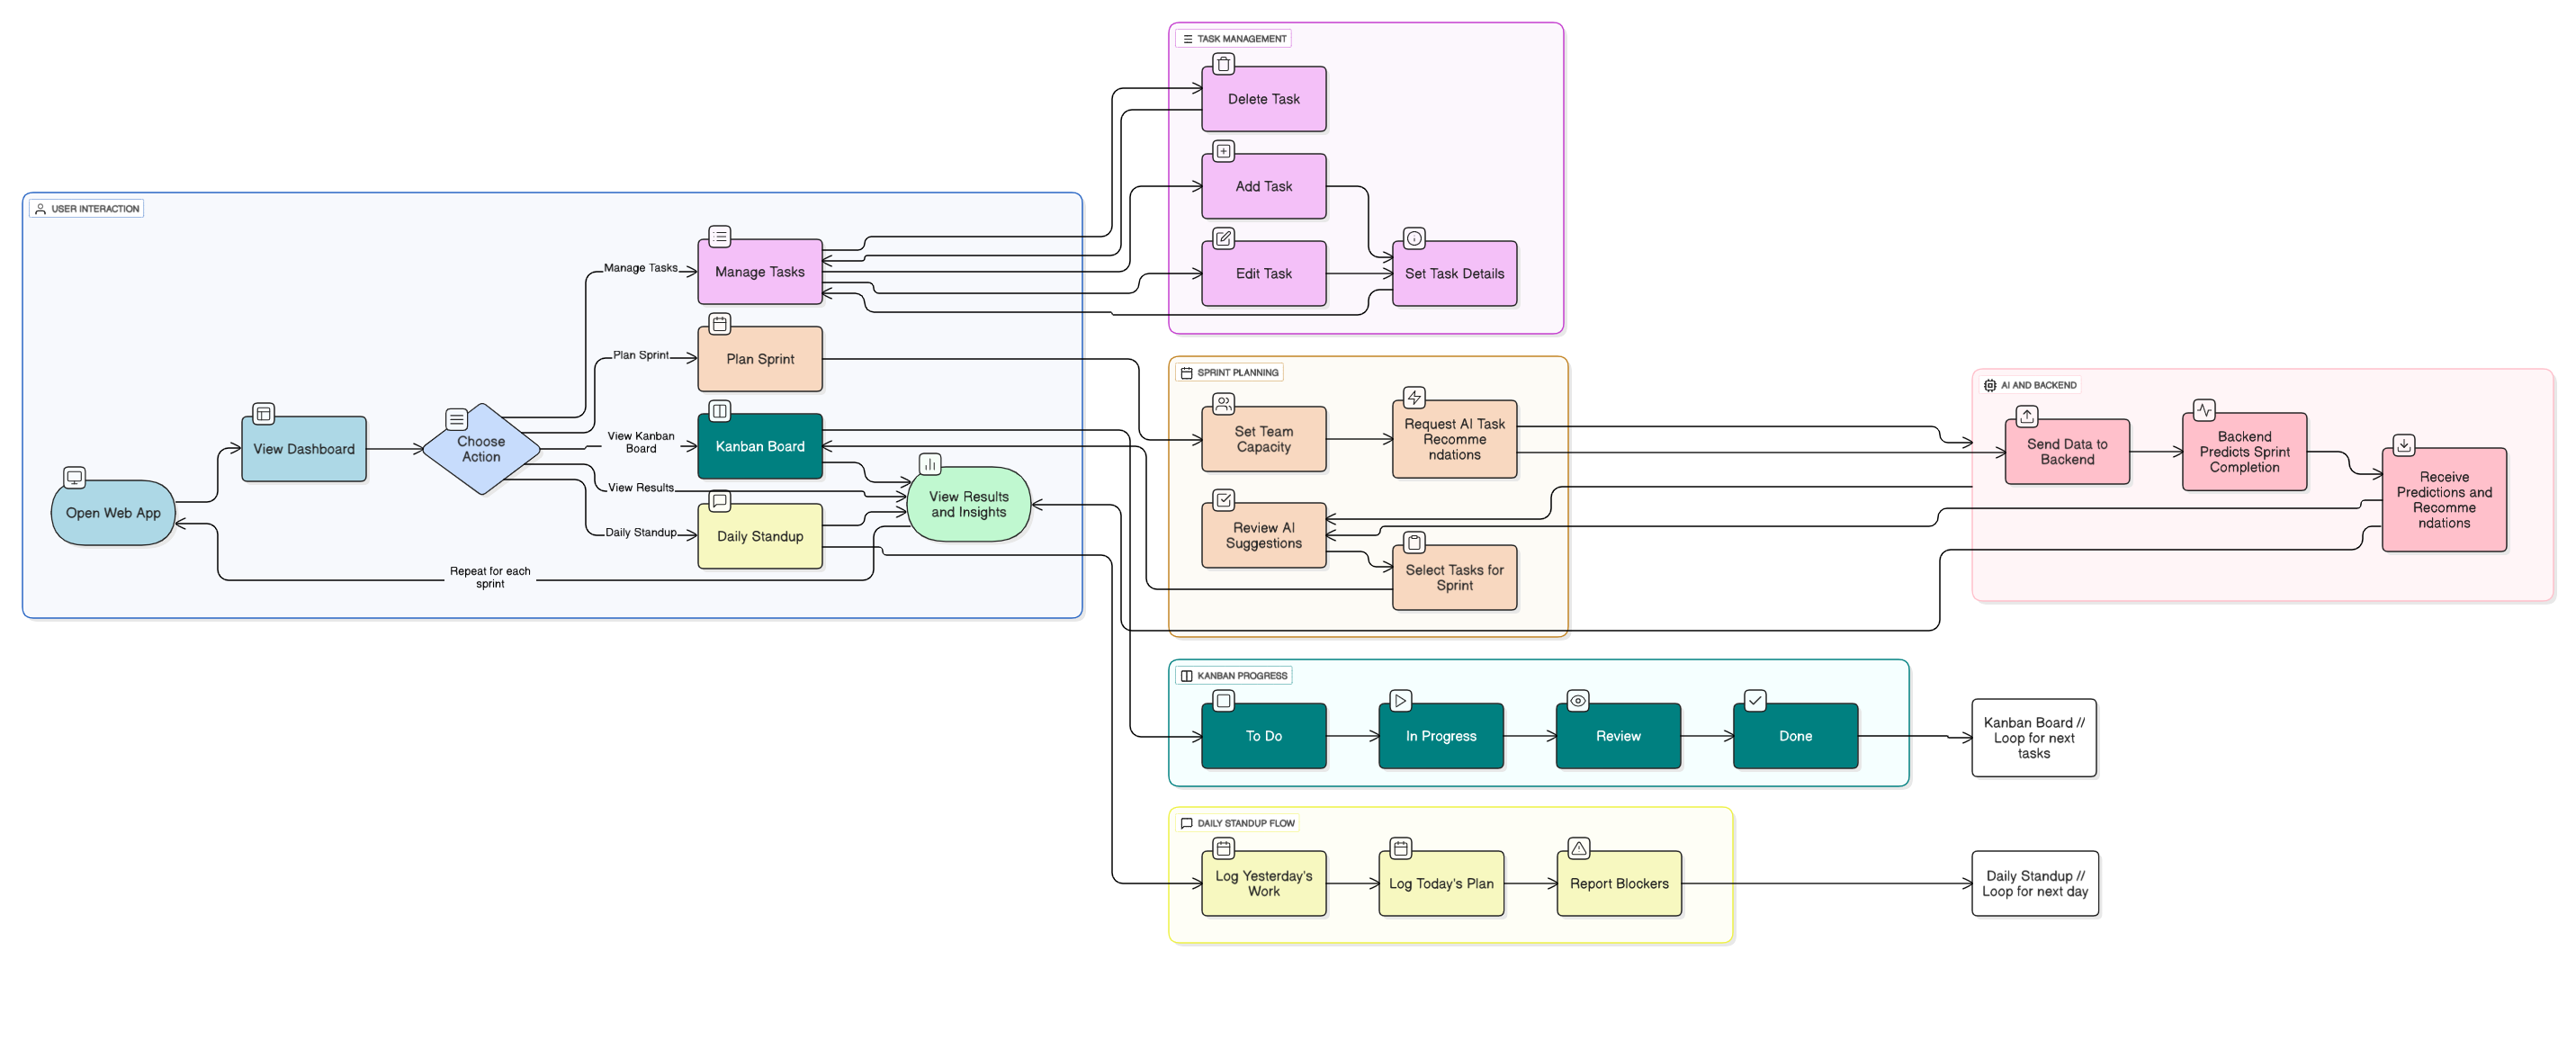 TASK MANAGEMENT
Delete Task
Add Task
Edit Task
Set Task Details
USER INTERACTION
Manage Tasks
Manage Tasks
Plan Sprint
Plan Sprint
View Dashboard
Choose
Action
View Kanban
Board
Kanban Board
Open Web App
View Results
View Results
and Insights
Daily Standup
Daily Standup
Repeat for each
sprint
SPRINT PLANNING
Set Team
Capacity
Request AI Task
Recomme
ndations
Review AI
Suggestions
Select Tasks for
Sprint
AI AND BACKEND
Send Data to
Backend
Backend
Predicts Sprint
Completion
Receive
Predictions and
Recomme
ndations
KANBAN PROGRESS
To Do
In Progress
Review
Done
Kanban Board //
Loop for next
tasks
DAILY STANDUP FLOW
Log Yesterday's
Work
Log Today's Plan
Report Blockers
Daily Standup //
Loop for next day